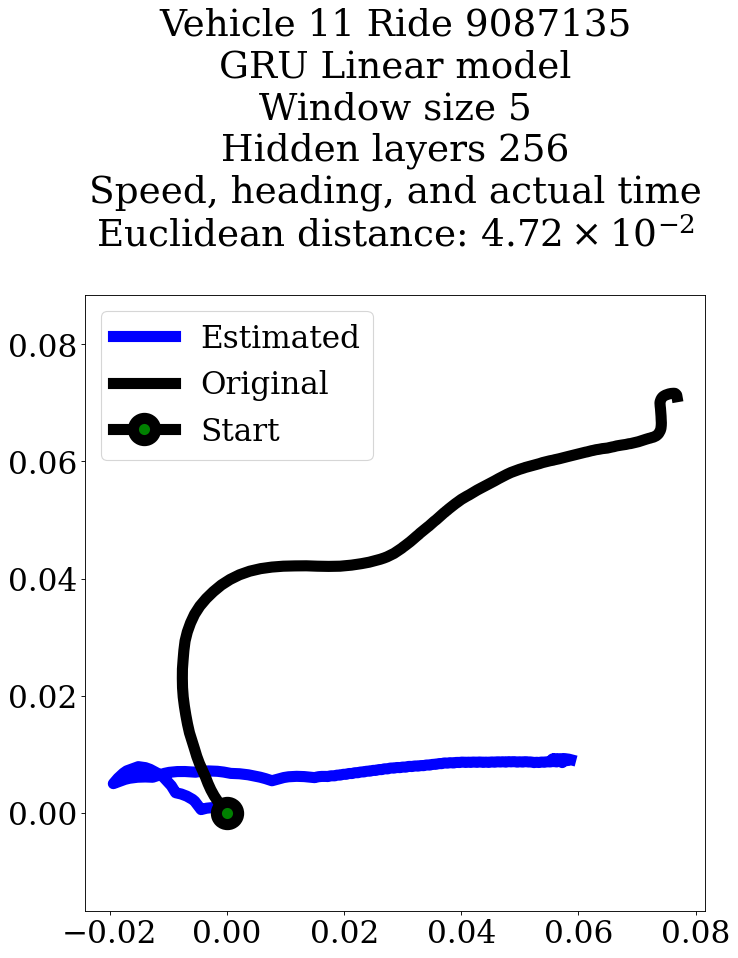 Vehicle 11 Ride 9087135
GRU Linear model
Window size 5
Hidden layers 256
Speed, heading, and actual time
Euclidean distance: 4.72 × 10⁻²
Estimated
Original
Start
0.08
0.06
0.04
0.02
0.00
−0.02 0.00 0.02 0.04 0.06 0.08